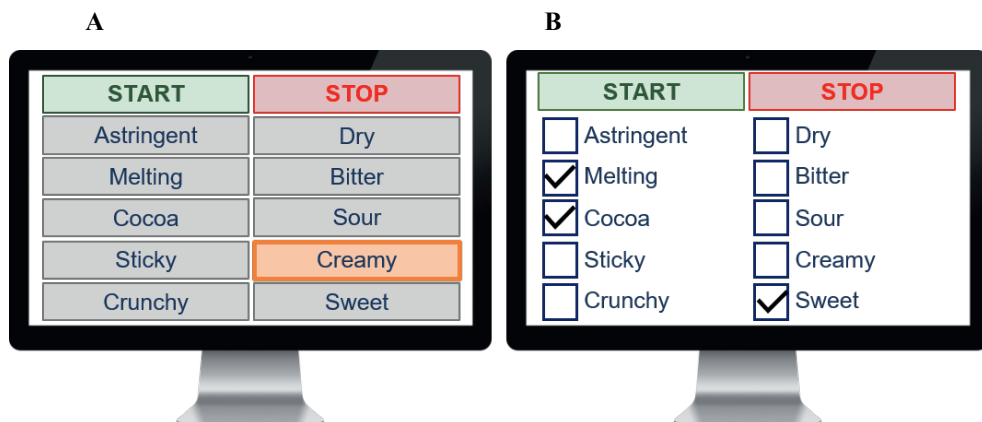 A
START STOP
Astringent Dry
Melting Bitter
Cocoa Sour
Sticky Creamy
Crunchy Sweet
B
START STOP
Astringent Dry
Melting Bitter
Cocoa Sour
Sticky Creamy
Crunchy Sweet